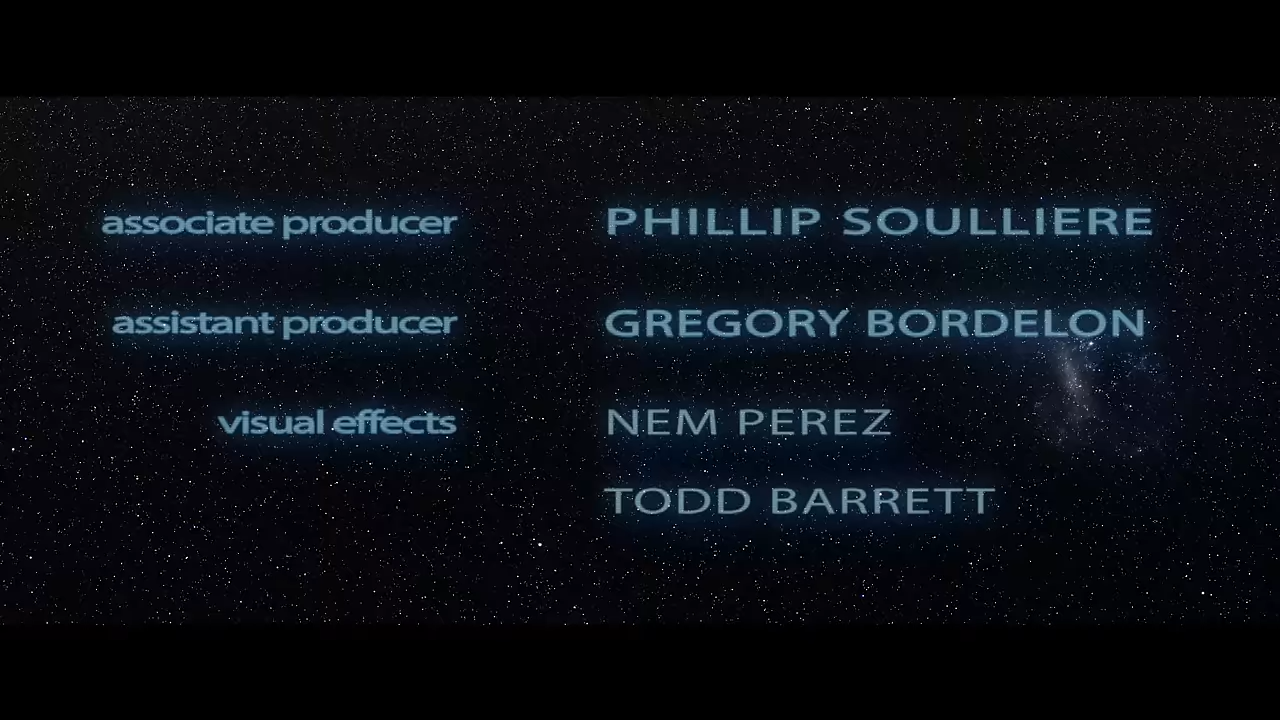 associate producer PHILLIP SOULLIERE
assistant producer GREGORY BORDELON
visual effects NEM PEREZ
TODD BARRETT